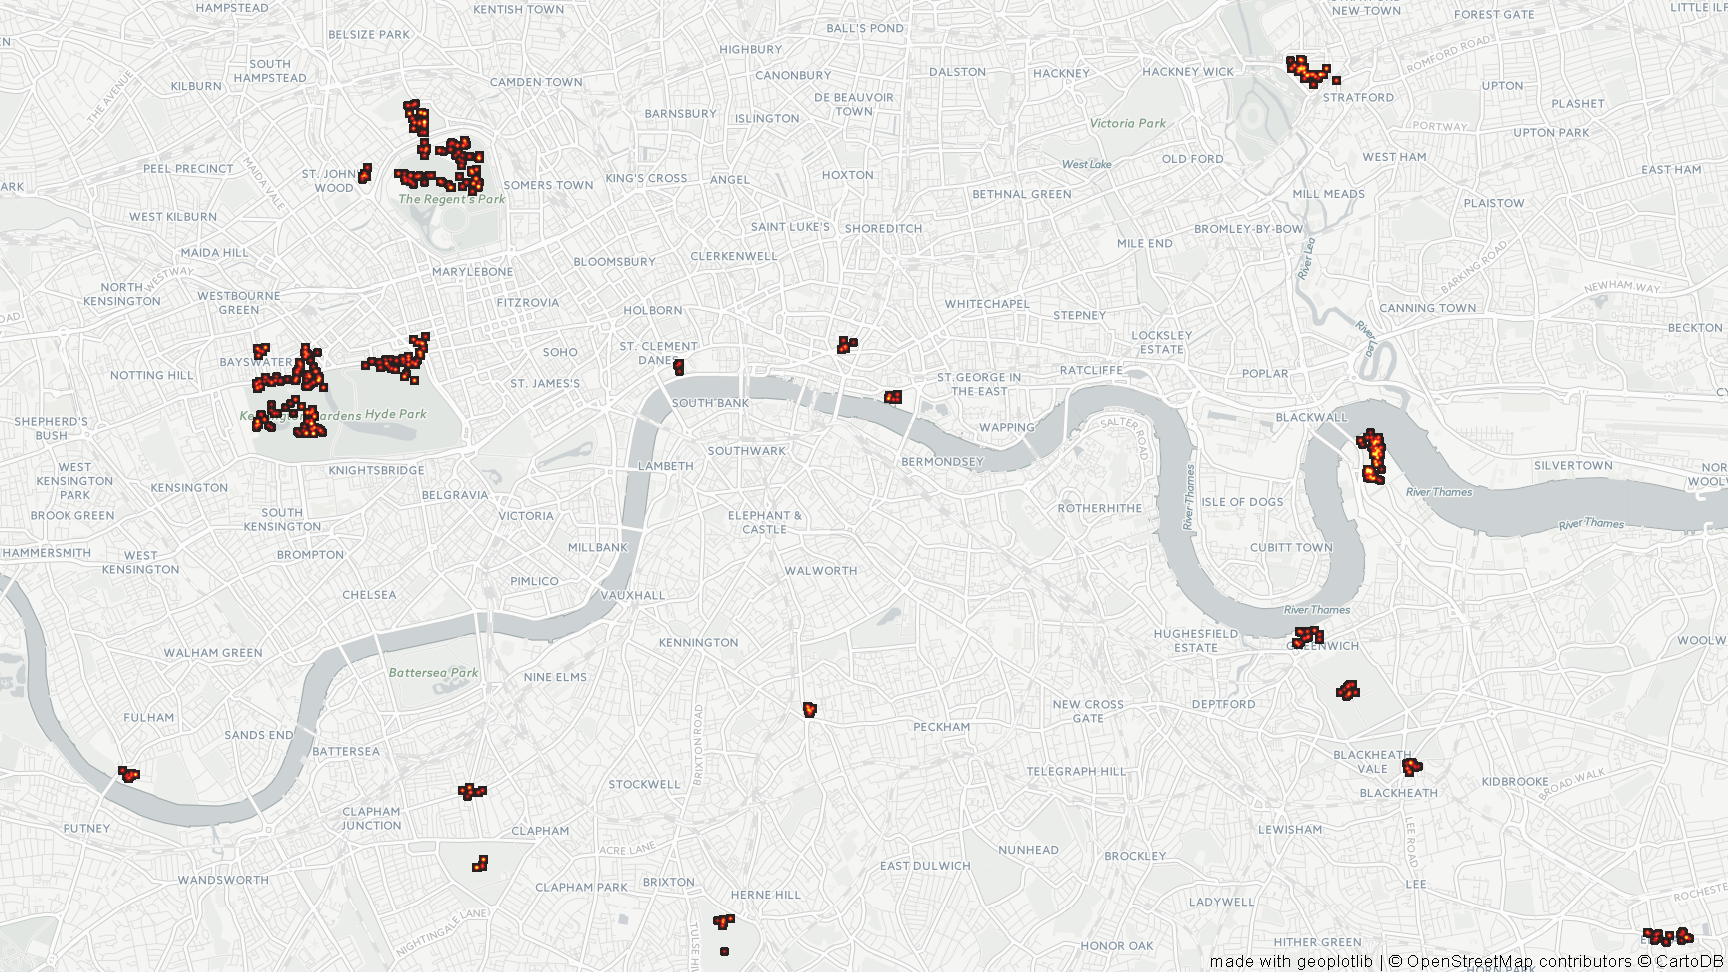 HAMPSTEAD
KENTISH TOWN
NEW TOWN
FOREST GATE
LITTLE ILF
BELSIZE PARK
BALL'S POND
HIGHBURY
ROMFORD ROAD
SOUTH
HAMPSTEAD
CANONBURY
DALSTON
HACKNEY
HACKNEY WICK
THE AVENUE
KILBURN
CAMDEN TOWN
UPTON
DE BEAUVOIR
TOWN
STRATFORD
PLASHET
BARNSBURY
ISLINGTON
Victoria Park
PORTWAY
UPTON PARK
PEEL PRECINCT
MAIDA VALE
ST. JOHN
WOOD
SOMERS TOWN
KING'S CROSS
ANGEL
HOXTON
West Lake
OLD FORD
WEST HAM
EAST HAM
ARK
The Regent's Park
BETHNAL GREEN
MILL MEADS
PLAISTOW
WEST KILBURN
SAINT LUKE'S
SHOREDITCH
BROMLEY-BY-BOW
MAIDA HILL
MILE END
CLERKENWELL
BLOOMSBURY
River Lea
BARKING ROAD
WESTWAY
MARYLEBONE
NORTH
KENSINGTON
WESTBOURNE
GREEN
FITZROVIA
HOLBORN
WHITECHAPEL
STEPNEY
CANNING TOWN
NEWHAM WAY
BECKTON
ROAD
LOCKSLEY
ESTATE
River Lea
SOHO
ST. CLEMENT
DANES
BAYSWATER
NOTTING HILL
ST. JAMES'S
ST.GEORGE IN
THE EAST
RATCLIFFE
POPLAR
SOUTH BANK
BLACKWALL
SHEPHERD'S
BUSH
Hyde Park
WAPPING
SALTER ROAD
SOUTHWARK
BERMONDSEY
KNIGHTSBRIDGE
LAMBETH
SILVERTOWN
WEST
KENSINGTON
PARK
KENSINGTON
BELGRAVIA
River Thames
River Thames
ISLE OF DOGS
NOR
WOOLW
BROOK GREEN
SOUTH
KENSINGTON
VICTORIA
ELEPHANT &
CASTLE
ROTHERHITHE
River Thames
HAMMERSMITH
WEST
KENSINGTON
BROMPTON
MILLBANK
CUBITT TOWN
WALWORTH
PIMLICO
CHELSEA
VAUXHALL
River Thames
KENNINGTON
HUGHESFIELD
ESTATE
WOOLW
WALHAM GREEN
Battersea Park
NINE ELMS
NEW CROSS
GATE
DEPTFORD
FULHAM
PECKHAM
SANDS END
BATTERSEA
BRIXTON ROAD
BLACKHEATH
VALE
TELEGRAPH HILL
KIDBROOKE
BROAD WALK
STOCKWELL
BLACKHEATH
CLAPHAM
JUNCTION
PUTNEY
CLAPHAM
LEWISHAM
ACRE LANE
NUNHEAD
BROCKLEY
LEE ROAD
EAST DULWICH
WANDSWORTH
CLAPHAM PARK
BRIXTON
HERNE HILL
LEE
ROCHESTE
LADYWELL
NIGHTINGALE LANE
TULSE HI
HONOR OAK
HITHER GREEN
made with geoplotlib | © OpenStreetMap contributors © CartoDB